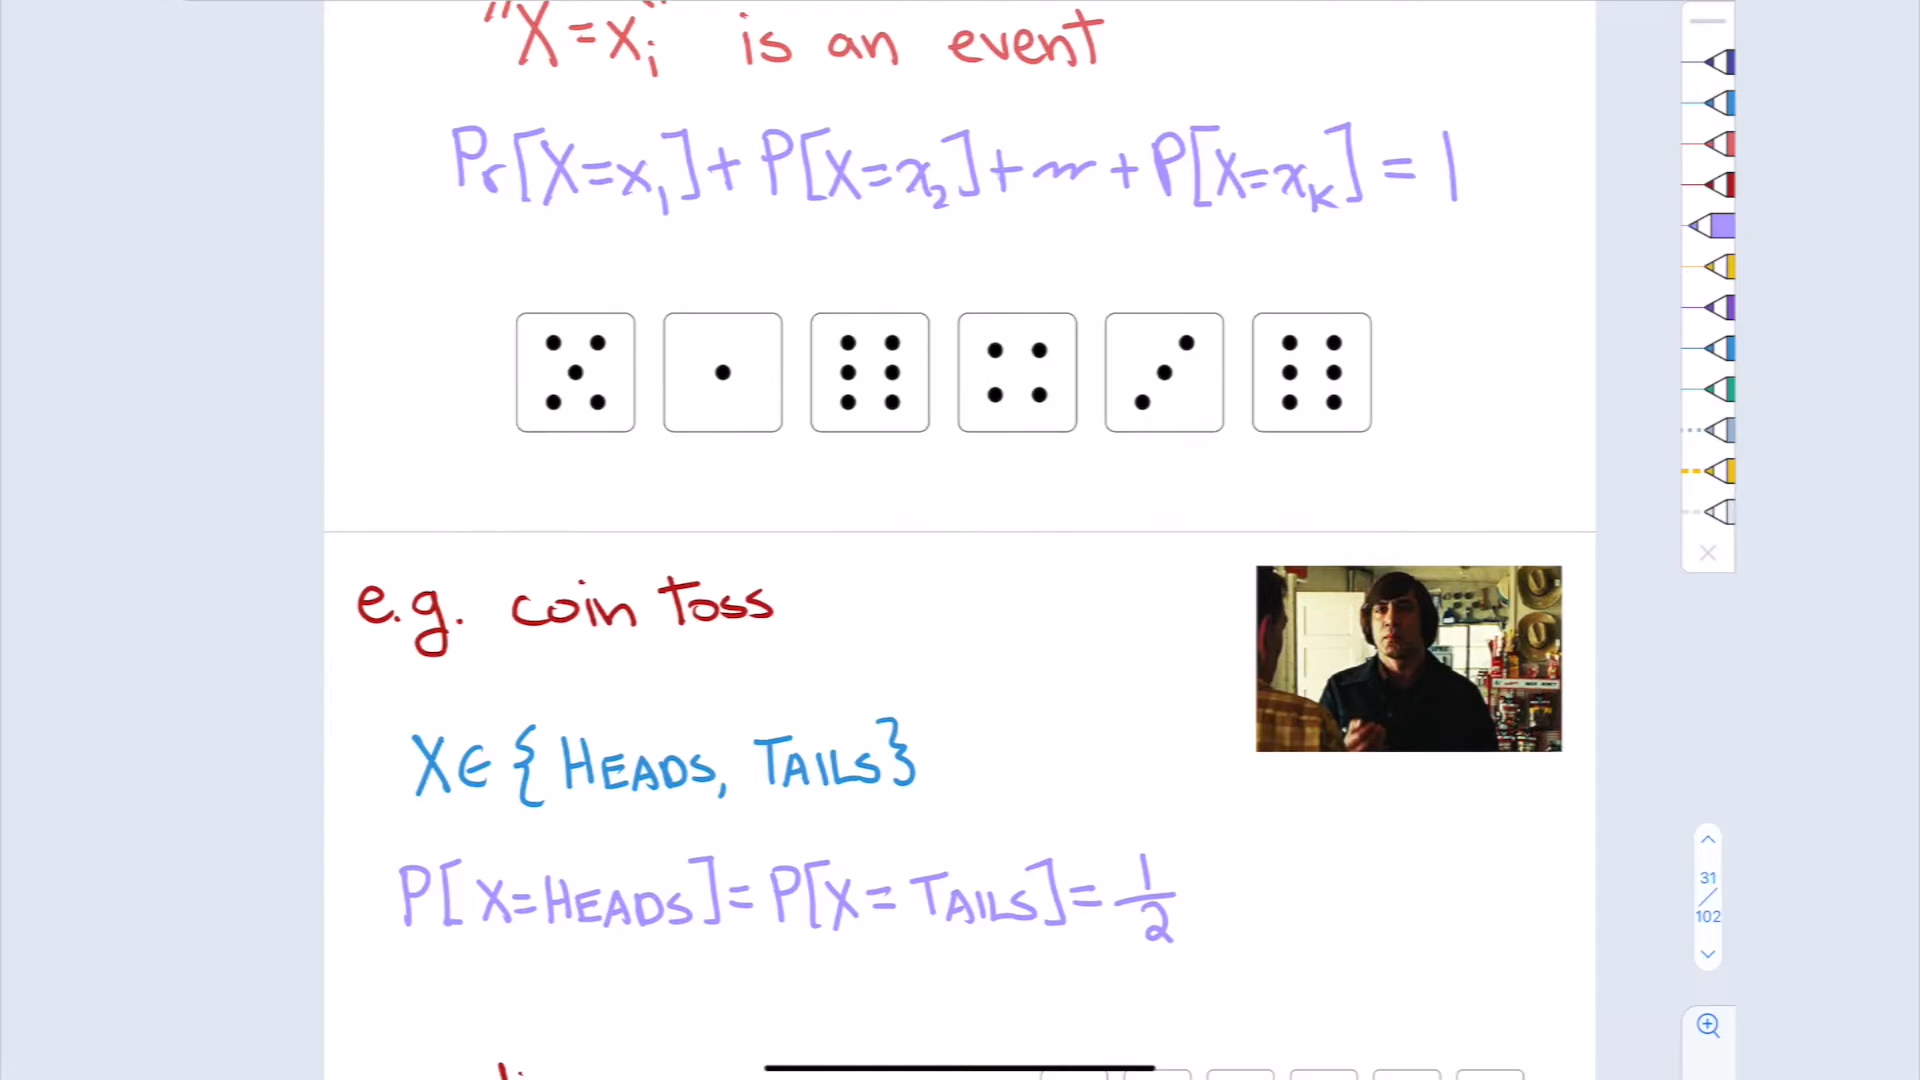 "X=xᵢ" is an event
Pr[X=x₁]+P[X=x₂]+⋯+P[X=xₖ]=1
e.g. coin toss
X∈{HEADS, TAILS}
P[X=HEADS]=P[X=TAILS]=1/2
31
/
102